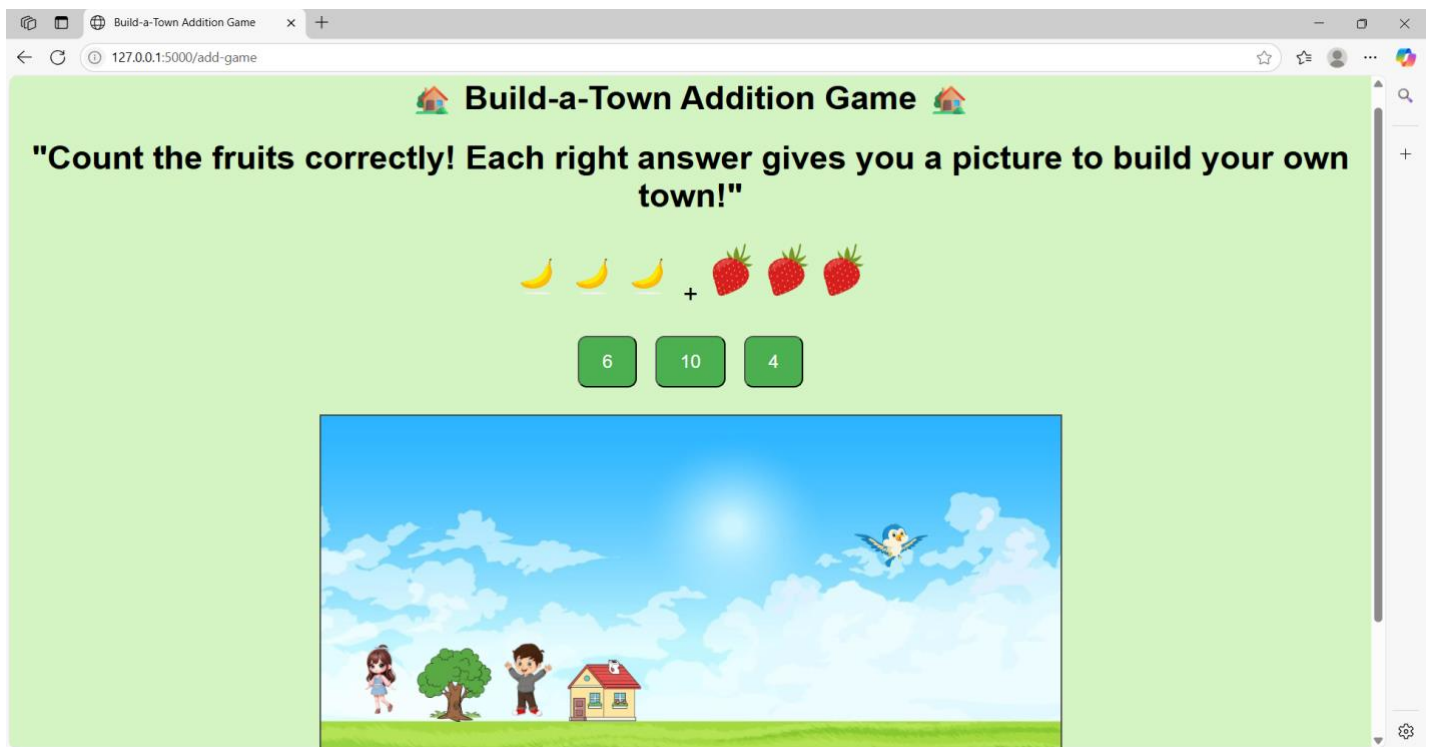 Build-a-Town Addition Game
127.0.0.1:5000/add-game
Build-a-Town Addition Game
"Count the fruits correctly! Each right answer gives you a picture to build your own
town!"
+
6 10 4